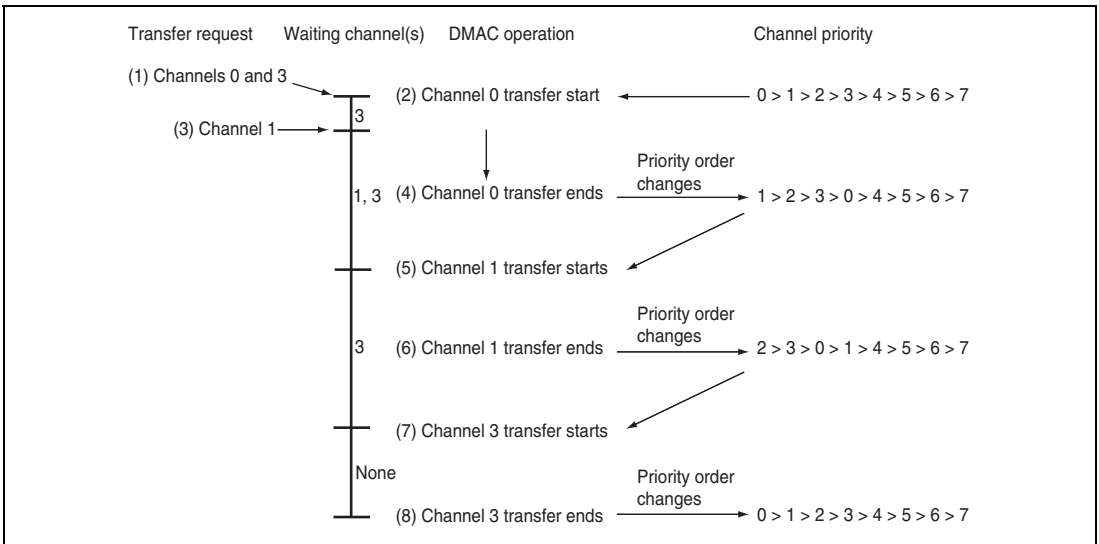 Transfer request Waiting channel(s) DMAC operation Channel priority
(1) Channels 0 and 3
(2) Channel 0 transfer start 0 > 1 > 2 > 3 > 4 > 5 > 6 > 7
3
(3) Channel 1
Priority order
changes
1, 3 (4) Channel 0 transfer ends 1 > 2 > 3 > 0 > 4 > 5 > 6 > 7
(5) Channel 1 transfer starts
Priority order
changes
3 (6) Channel 1 transfer ends 2 > 3 > 0 > 1 > 4 > 5 > 6 > 7
(7) Channel 3 transfer starts
None
Priority order
changes
(8) Channel 3 transfer ends 0 > 1 > 2 > 3 > 4 > 5 > 6 > 7